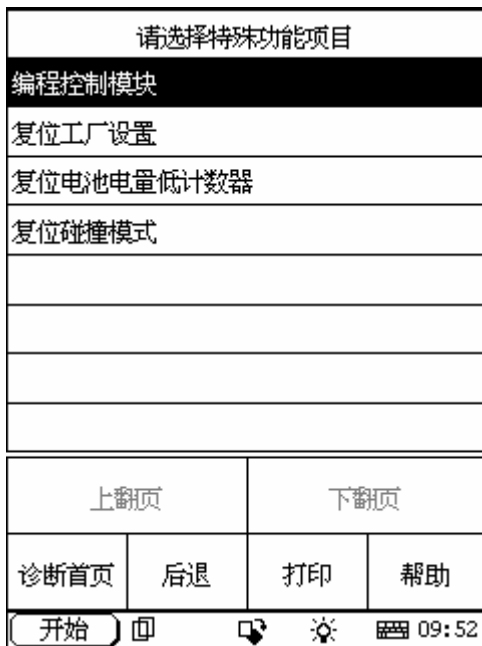 请选择特殊功能项目
编程控制模块
复位工厂设置
复位电池电量低计数器
复位碰撞模式
上翻页 下翻页
诊断首页 后退 打印 帮助
开始 09:52